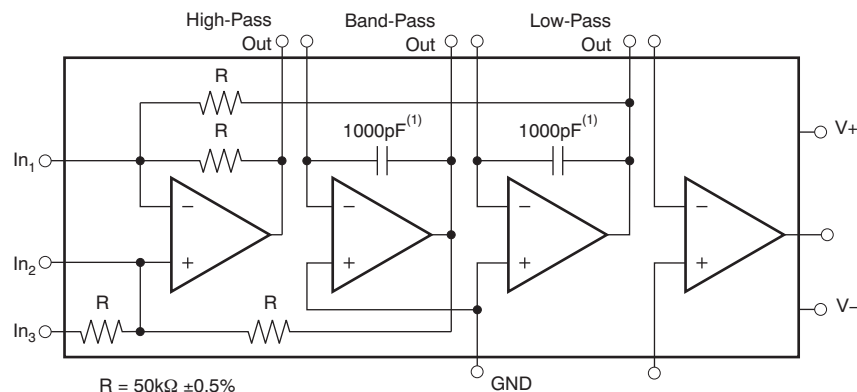 High-Pass Out
Band-Pass Out
Low-Pass Out
R
R
1000pF(1)
1000pF(1)
V+
In1
−
−
−
−
In2
+
+
+
+
R
R
V−
In3
GND
R = 50kΩ ±0.5%